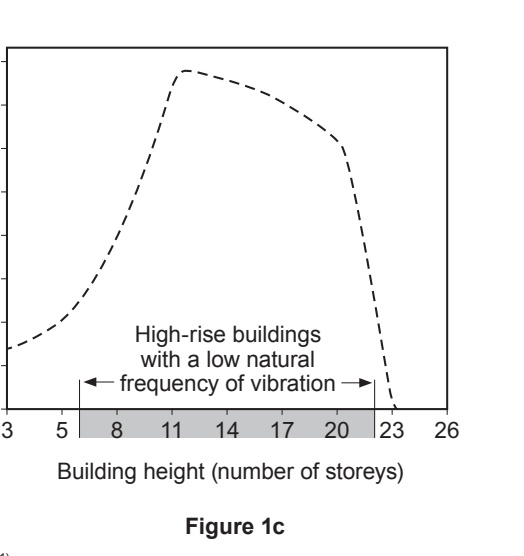 High-rise buildings
with a low natural
frequency of vibration
3 5 8 11 14 17 20 23 26
Building height (number of storeys)
Figure 1c